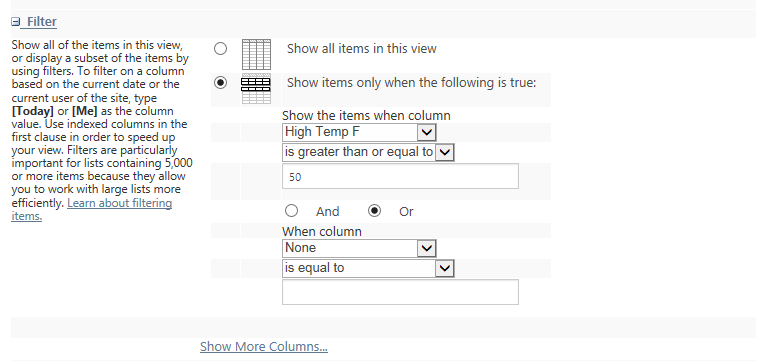 Filter
Show all of the items in this view,
or display a subset of the items by
using filters. To filter on a column
based on the current date or the
current user of the site, type
[Today] or [Me] as the column
value. Use indexed columns in the
first clause in order to speed up
your view. Filters are particularly
important for lists containing 5,000
or more items because they allow
you to work with large lists more
efficiently. Learn about filtering
items.
Show all items in this view
Show items only when the following is true:
Show the items when column
High Temp F
is greater than or equal to
50
And Or
When column
None
is equal to
Show More Columns...